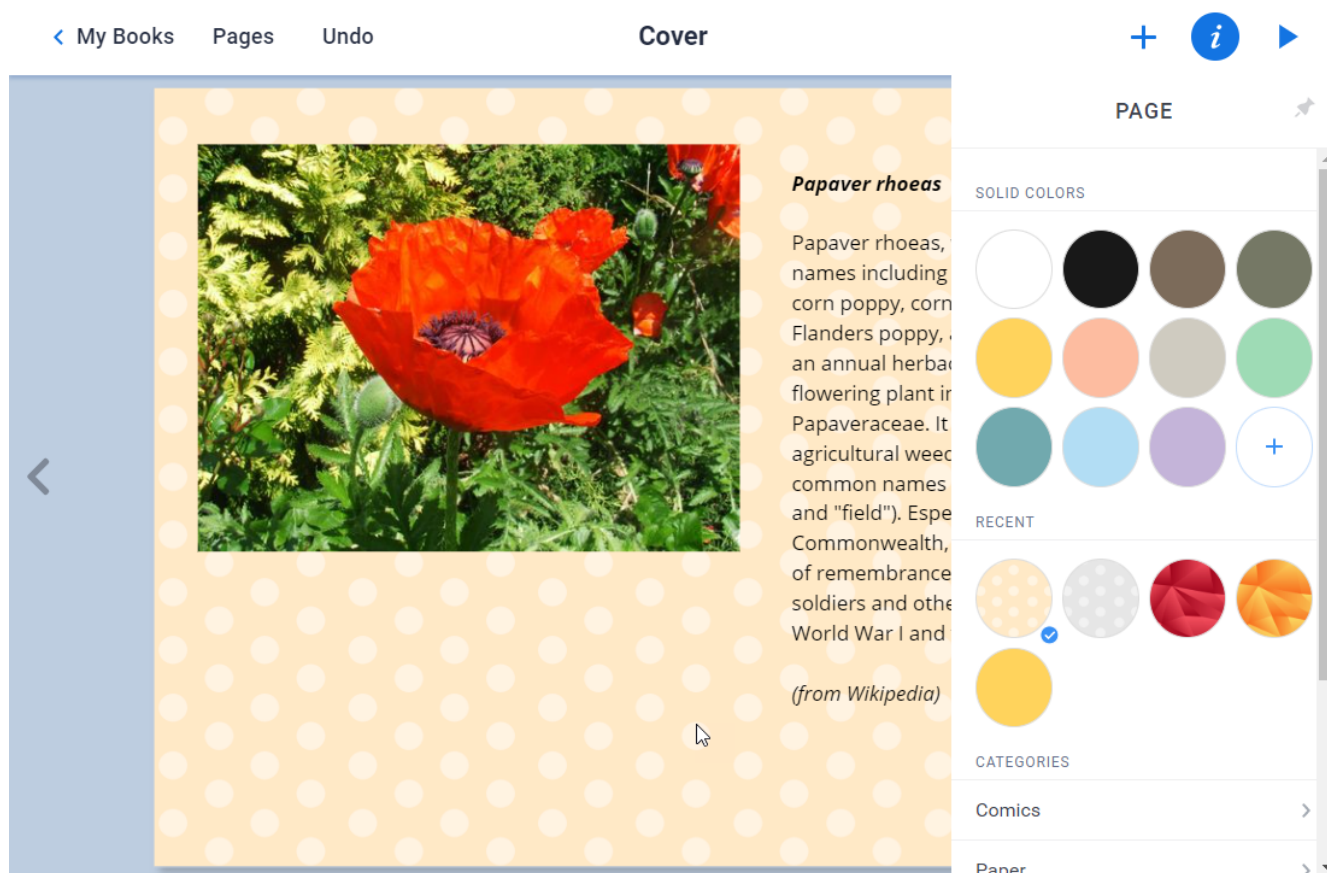 My Books Pages Undo Cover
PAGE
SOLID COLORS
Papaver rhoeas
Papaver rhoeas,
names including
corn poppy, corn
Flanders poppy,
an annual herbac
flowering plant in
Papaveraceae. It
agricultural weed
common names
and "field"). Espe
Commonwealth,
of remembrance
soldiers and othe
World War I and
(from Wikipedia)
RECENT
CATEGORIES
Comics
Paper